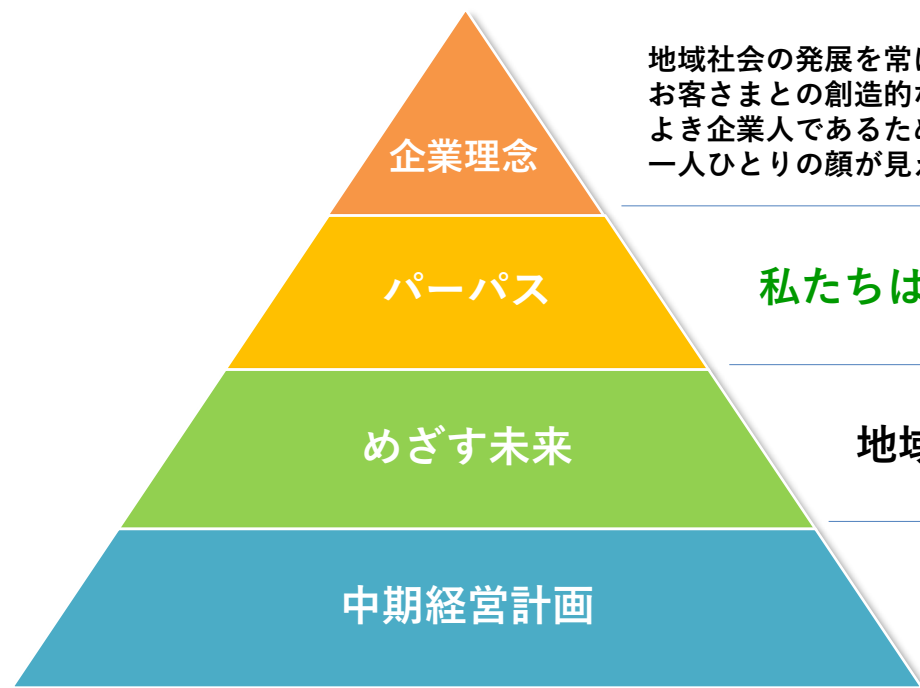 地域社会の発展を常に
お客さまとの創造的な
よき企業人であるため
一人ひとりの顔が見え
企業理念
私たちは
パーパス
地域
めざす未来
中期経営計画